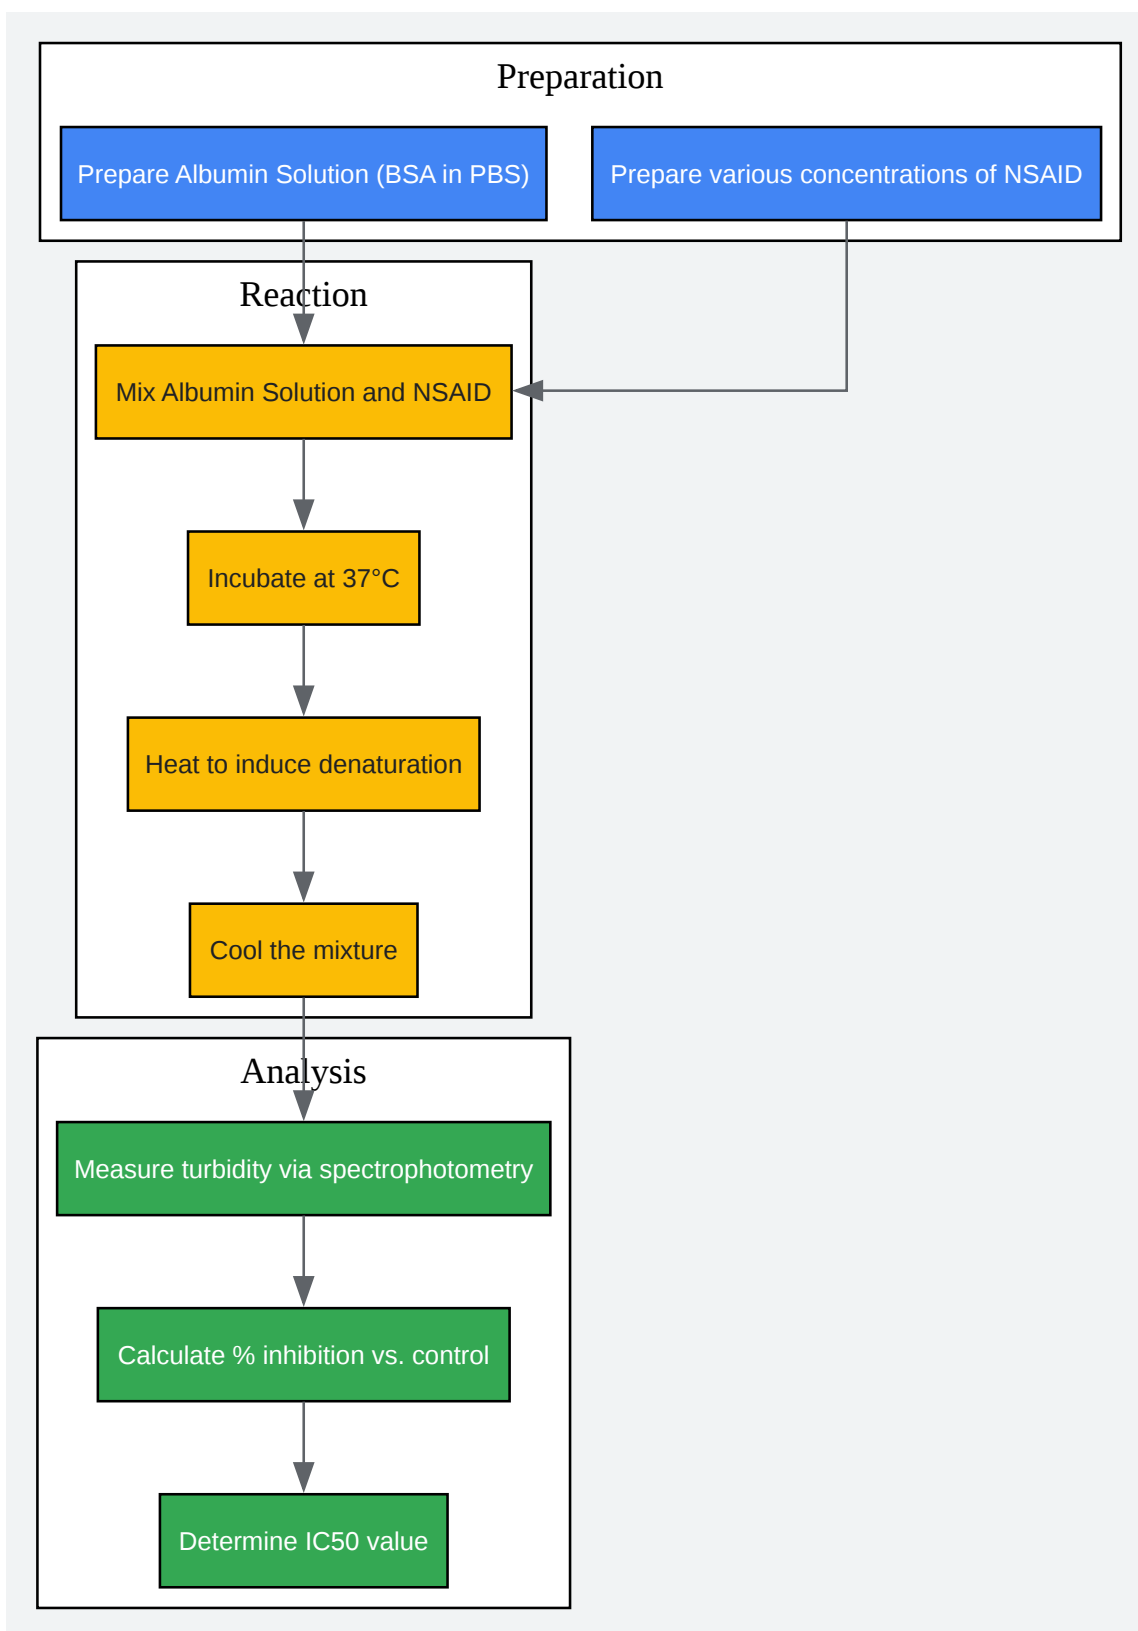 Preparation
Prepare Albumin Solution (BSA in PBS)
Prepare various concentrations of NSAID
Reaction
Mix Albumin Solution and NSAID
Incubate at 37°C
Heat to induce denaturation
Cool the mixture
Analysis
Measure turbidity via spectrophotometry
Calculate % inhibition vs. control
Determine IC50 value